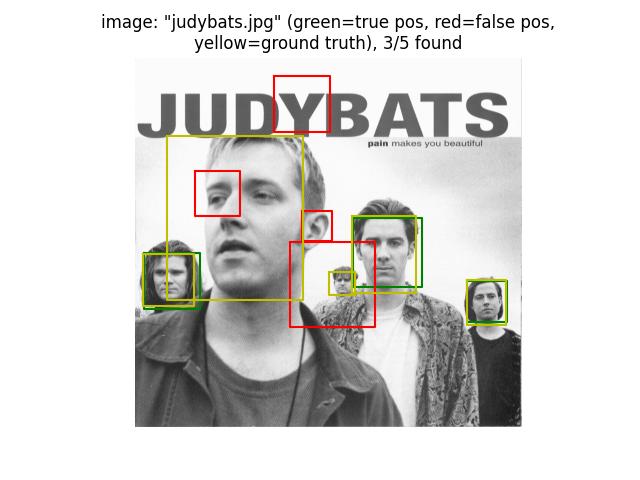 image: "judybats.jpg" (green=true pos, red=false pos,
yellow=ground truth), 3/5 found
JUDYBATS
pain makes you beautiful